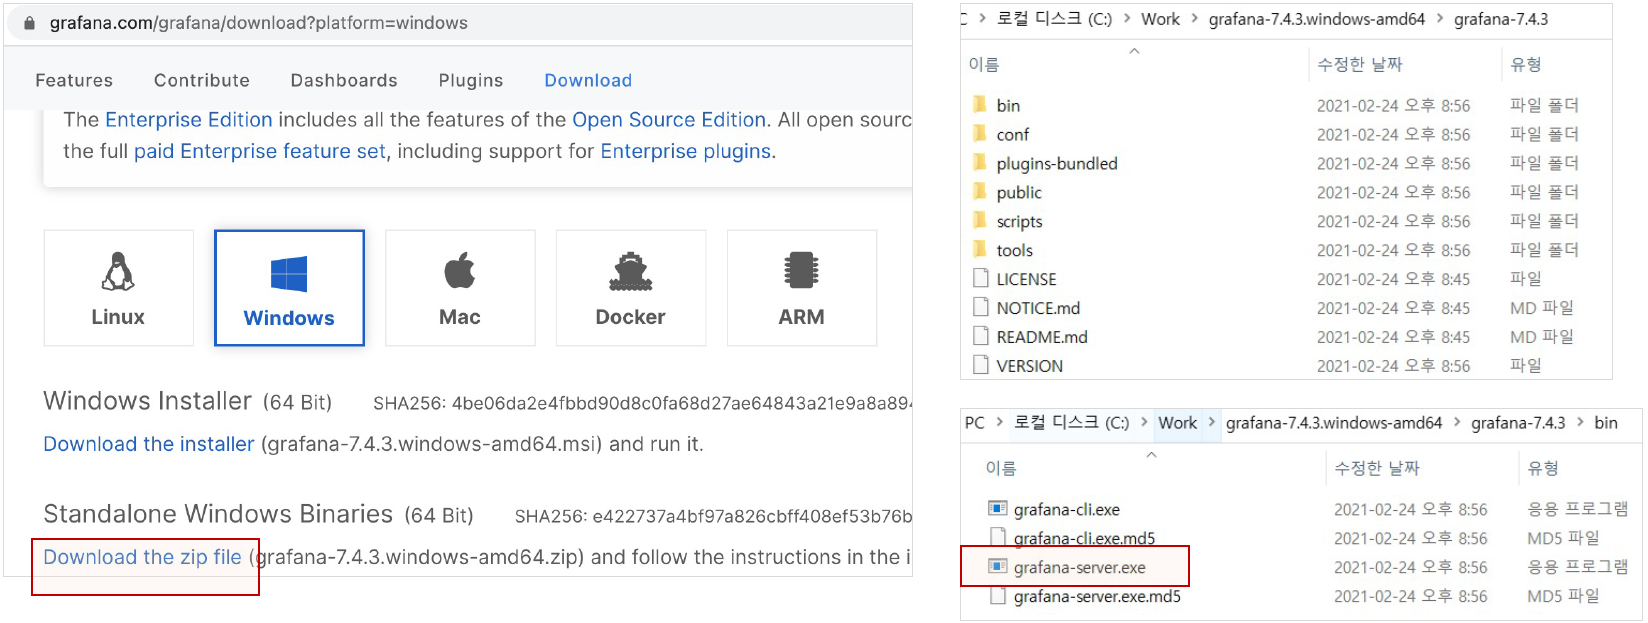 grafana.com/grafana/download?platform=windows
Features Contribute Dashboards Plugins Download
The Enterprise Edition includes all the features of the Open Source Edition. All open sourc
the full paid Enterprise feature set, including support for Enterprise plugins.
Linux Windows Mac Docker ARM
Windows Installer (64 Bit) SHA256: 4be06da2e4fbbd90d8c0fa68d27ae64843a21e9a8a894
Download the installer (grafana-7.4.3.windows-amd64.msi) and run it.
Standalone Windows Binaries (64 Bit) SHA256: e422737a4bf97a826cbff408ef53b76b
Download the zip file (grafana-7.4.3.windows-amd64.zip) and follow the instructions in the i
> 로컬 디스크 (C:) > Work > grafana-7.4.3.windows-amd64 > grafana-7.4.3
이름 수정한 날짜 유형
bin 2021-02-24 오후 8:56 파일 폴더
conf 2021-02-24 오후 8:56 파일 폴더
plugins-bundled 2021-02-24 오후 8:56 파일 폴더
public 2021-02-24 오후 8:56 파일 폴더
scripts 2021-02-24 오후 8:56 파일 폴더
tools 2021-02-24 오후 8:56 파일 폴더
LICENSE 2021-02-24 오후 8:45 파일
NOTICE.md 2021-02-24 오후 8:45 MD 파일
README.md 2021-02-24 오후 8:45 MD 파일
VERSION 2021-02-24 오후 8:56 파일
PC > 로컬 디스크 (C:) > Work > grafana-7.4.3.windows-amd64 > grafana-7.4.3 > bin
이름 수정한 날짜 유형
grafana-cli.exe 2021-02-24 오후 8:56 응용 프로그램
grafana-cli.exe.md5 2021-02-24 오후 8:56 MD5 파일
grafana-server.exe 2021-02-24 오후 8:56 응용 프로그램
grafana-server.exe.md5 2021-02-24 오후 8:56 MD5 파일